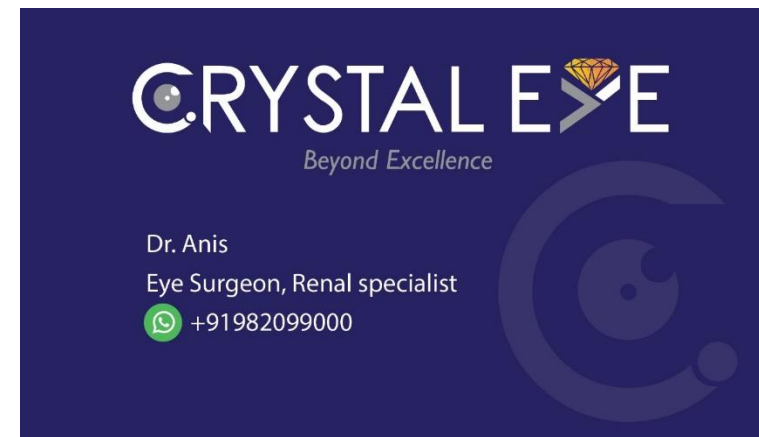 CRYSTAL EYE
Beyond Excellence
Dr. Anis
Eye Surgeon, Renal specialist
+91982099000